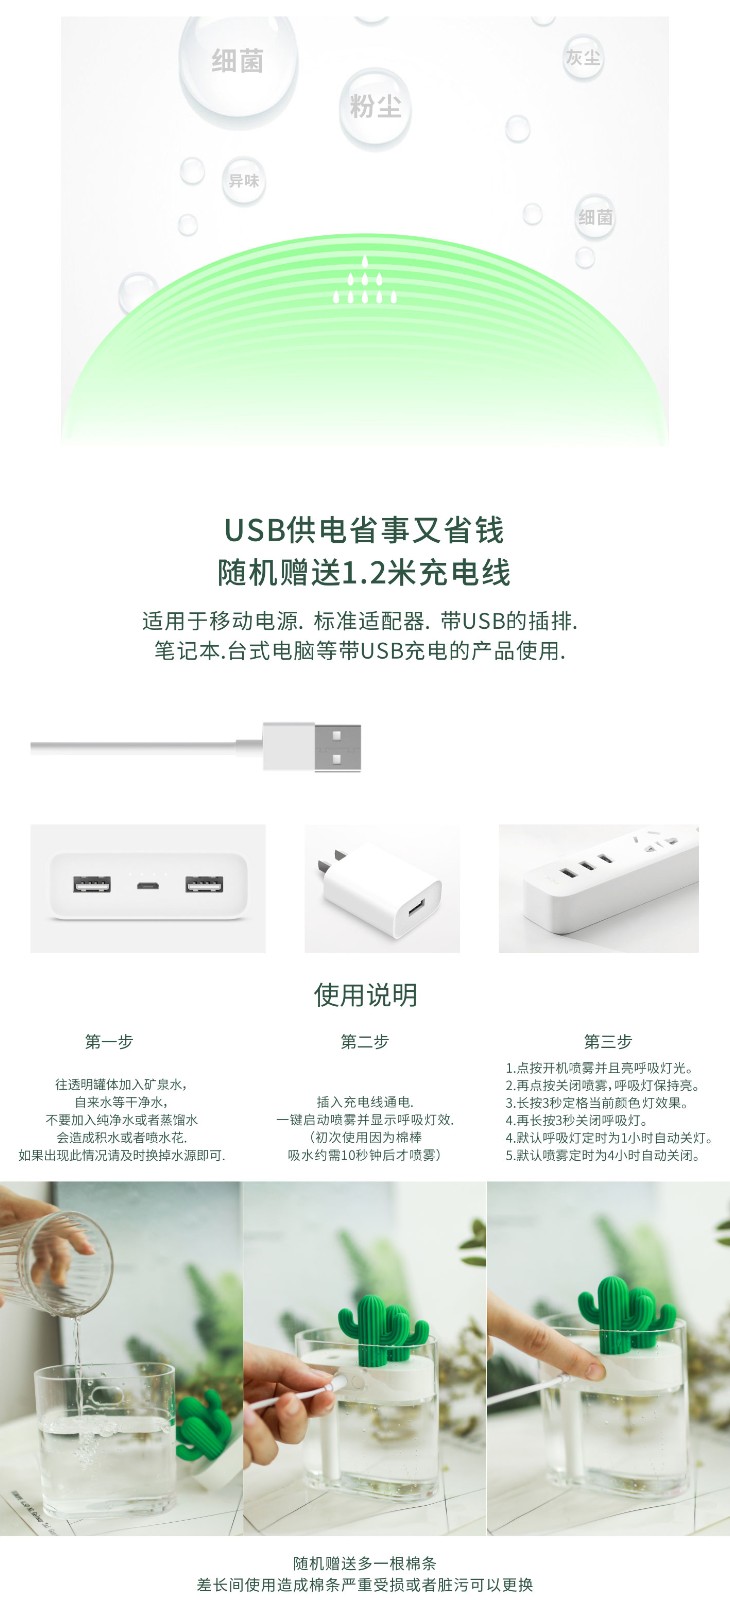 细菌
灰尘
粉尘
异味
细菌
USB供电省事又省钱
随机赠送1.2米充电线
适用于移动电源. 标准适配器. 带USB的插排.
笔记本.台式电脑等带USB充电的产品使用.
使用说明
第一步
往透明罐体加入矿泉水，
自来水等干净水，
不要加入纯净水或者蒸馏水
会造成积水或者喷水花.
如果出现此情况请及时换掉水源即可.
第二步
插入充电线通电.
一键启动喷雾并显示呼吸灯效.
（初次使用因为棉棒
吸水约需10秒钟后才喷雾）
第三步
1.点按开机喷雾并且亮呼吸灯光。
2.再点按关闭喷雾，呼吸灯保持亮。
3.长按3秒定格当前颜色灯效果。
4.再长按3秒关闭呼吸灯。
4.默认呼吸灯定时为1小时自动关灯。
5.默认喷雾定时为4小时自动关闭。
随机赠送多一根棉条
差长间使用造成棉条严重受损或者脏污可以更换